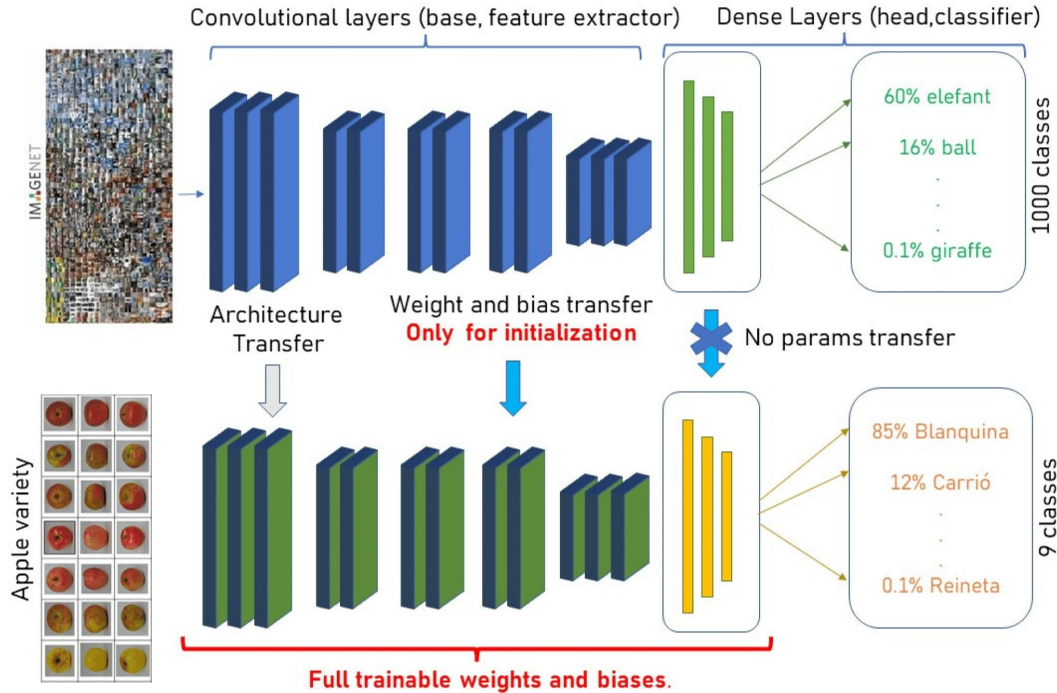 Convolutional layers (base, feature extractor)
Dense Layers (head,classifier)
IMAGENET
60% elefant
16% ball
.
.
.
0.1% giraffe
1000 classes
Architecture
Transfer
Weight and bias transfer
Only for initialization
No params transfer
Apple variety
85% Blanquina
12% Carrió
.
.
.
0.1% Reineta
9 classes
Full trainable weights and biases.